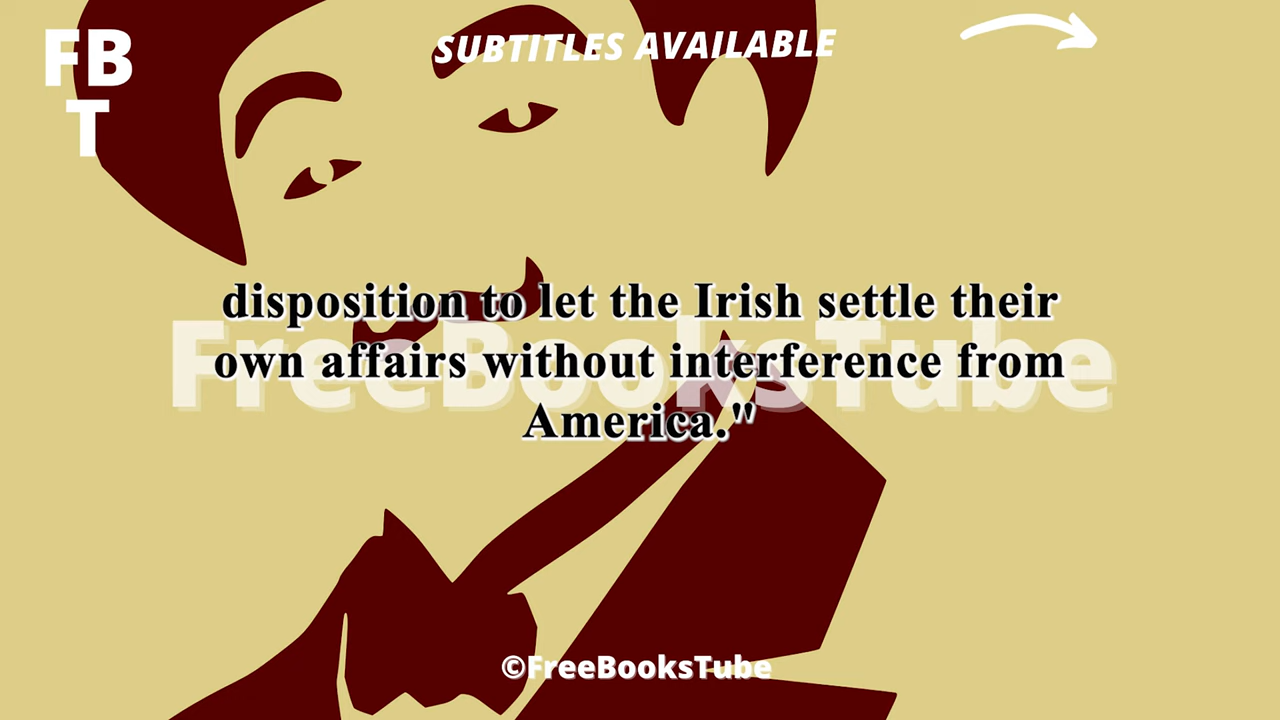 FB
T
SUBTITLES AVAILABLE
disposition to let the Irish settle their
own affairs without interference from
America."
FreeBooksTube
©FreeBooksTube